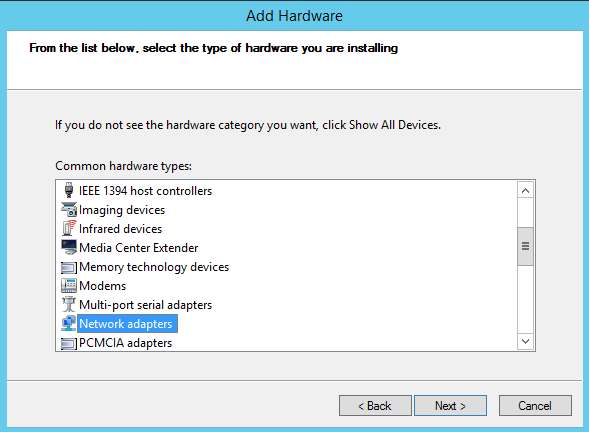 Add Hardware
From the list below, select the type of hardware you are installing
If you do not see the hardware category you want, click Show All Devices.
Common hardware types:
IEEE 1394 host controllers
Imaging devices
Infrared devices
Media Center Extender
Memory technology devices
Modems
Multi-port serial adapters
Network adapters
PCMCIA adapters
< Back
Next >
Cancel